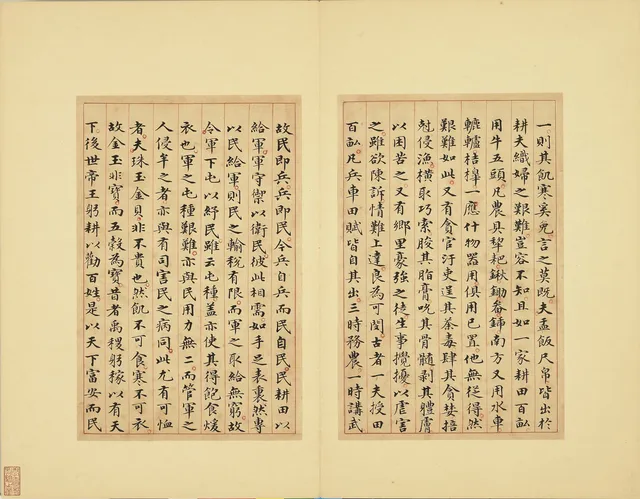 一則其飢寒奚免言之莫既夫盂飯尺帛皆出於
耕夫織婦之艱難豈容不知且如一家耕田百畝
用牛五頭凡農具犂耙鍬鋤番鍗南方又用水車
轆轤桔槹一應什物器用俱用已置他無從得然
艱難如此又有貪官汙吏逞其荼毒肆其貪婪掊
尅侵漁橫取巧索朘其脂膏吮其骨髓剥其體膚
以困苦之又有鄉里豪強之徒生事攪擾以虐害
之雖欲陳訴情難上達良為可閔古者一夫授田
百畝凡兵車田賦皆自其出三時務農一時講武
故民即兵兵即民今兵自兵而民自民民耕田以
給軍軍守禦以衛民彼此相需如手之表裏然專
以民給軍則民之輸稅有限而軍之取給無窮故
令軍下屯以紓民雖云屯種蓋亦使其得飽食煖
衣也軍之屯種艱難亦與民用力無二而管軍之
人侵牟之者亦與有司害民之病同此尤有可恤
者夫珠玉金貝非不貴也然飢不可食寒不可衣
故金玉非寶而五穀為寶昔者禹稷躬稼以有天
下後世帝王躬耕以勸百姓是以天下富安而民